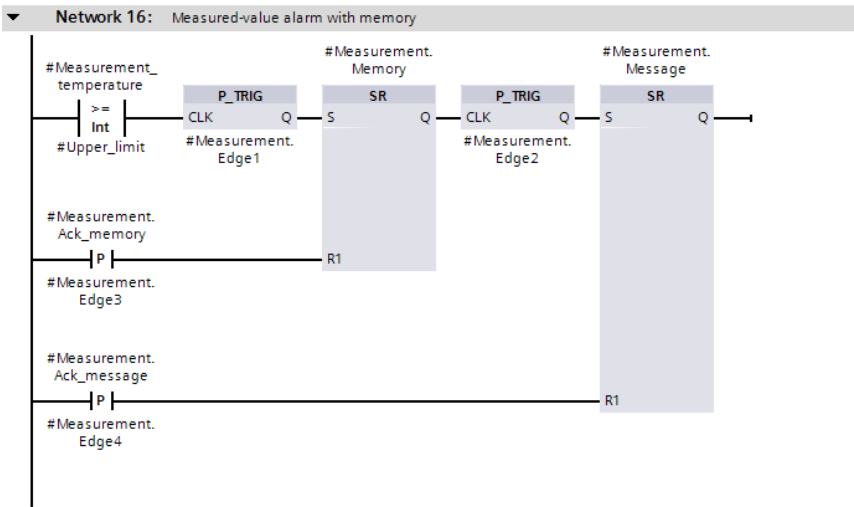 Network 16: Measured-value alarm with memory
#Measurement.
Memory
#Measurement.
Message
#Measurement_
temperature
P_TRIG
SR
P_TRIG
SR
>=
Int
CLK Q
S Q
CLK Q
S Q
#Upper_limit
#Measurement.
Edge1
#Measurement.
Edge2
#Measurement.
Ack_memory
P
R1
#Measurement.
Edge3
#Measurement.
Ack_message
P
R1
#Measurement.
Edge4